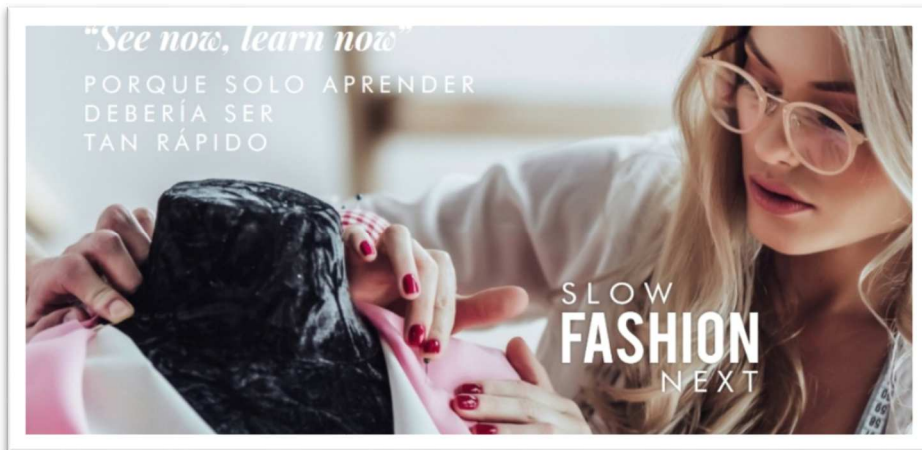 “See now, learn now”
PORQUE SOLO APRENDER
DEBERÍA SER
TAN RÁPIDO
SLOW
FASHION
NEXT